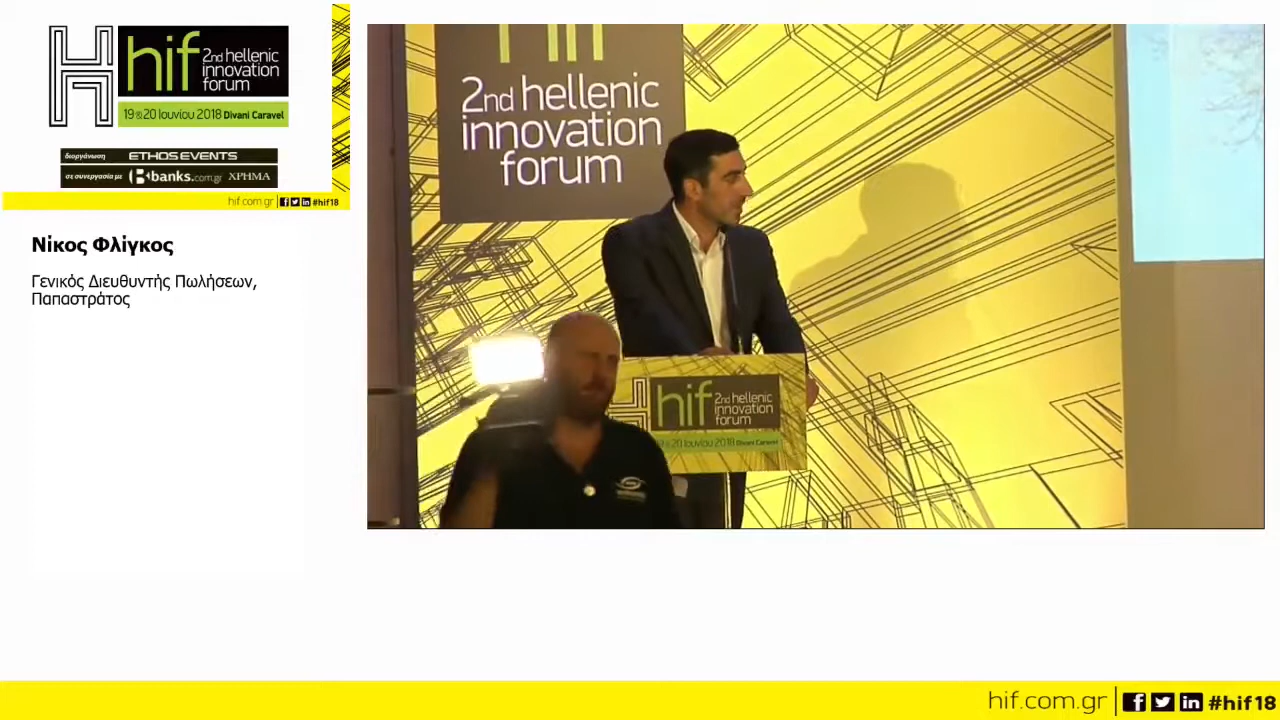 hif 2nd hellenic
innovation
forum
19 & 20 Ιουνίου 2018 Divani Caravel
διοργάνωση ETHOSEVENTS
σε συνεργασία με banks.com.gr ΧΡΗΜΑ
hif.com.gr #hif18
Νίκος Φλίγκος
Γενικός Διευθυντής Πωλήσεων,
Παπαστράτος
hif
2nd hellenic
innovation
forum
hif 2nd hellenic
innovation
forum
19 & 20 Ιουνίου 2018 Divani Caravel
hif.com.gr #hif18